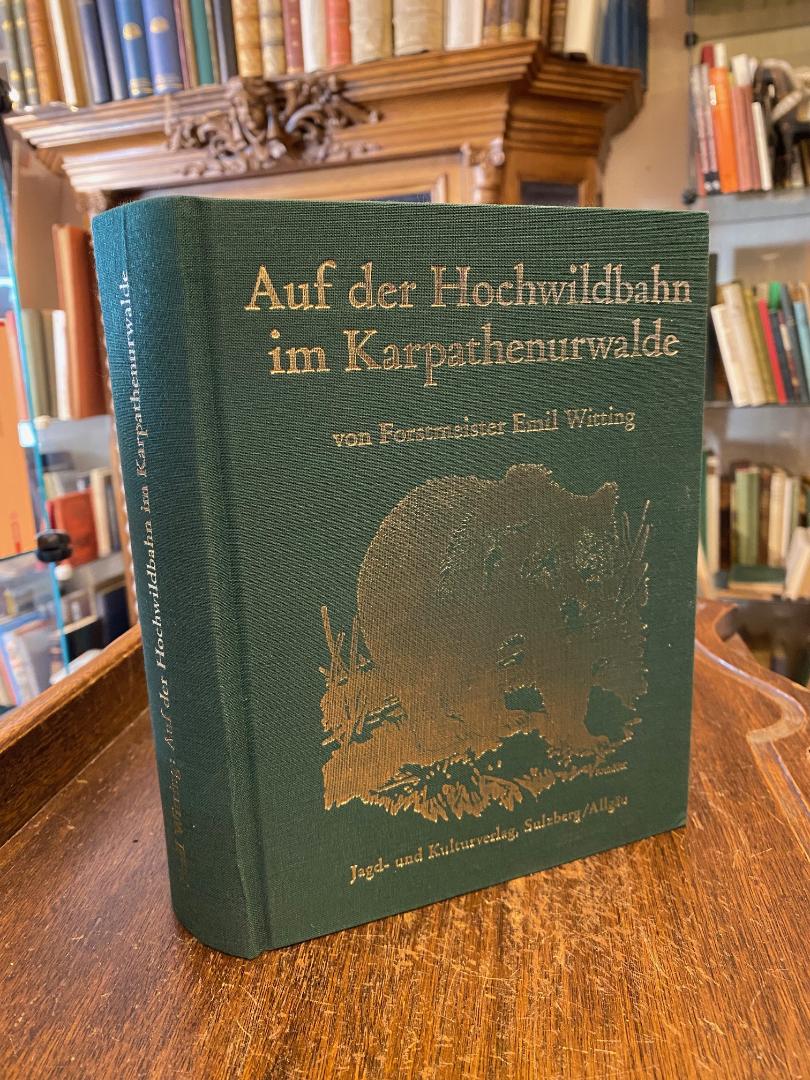 Auf der Hochwildbahn
im Karpathenurwalde
von Forstmeister Emil Witting
Jagd- und Kulturverlag, Sulzberg/Allgäu
Emil Witting: Auf der Hochwildbahn im Karpathenurwalde